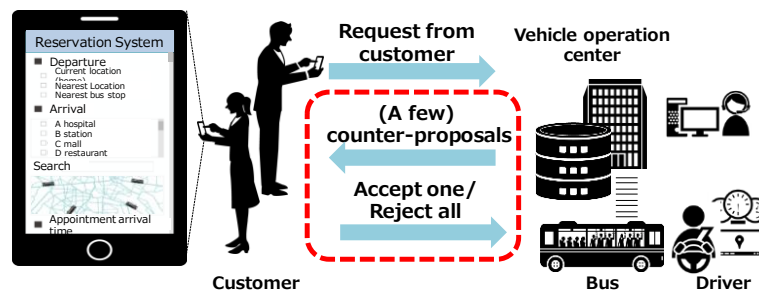 Reservation System
Departure
Current location
(home)
Nearest Location
Nearest bus stop
Arrival
A hospital
B station
C mall
D restaurant
Search
Appointment arrival
time
Request from
customer
(A few)
counter-proposals
Accept one/
Reject all
Customer
Vehicle operation
center
Bus
Driver